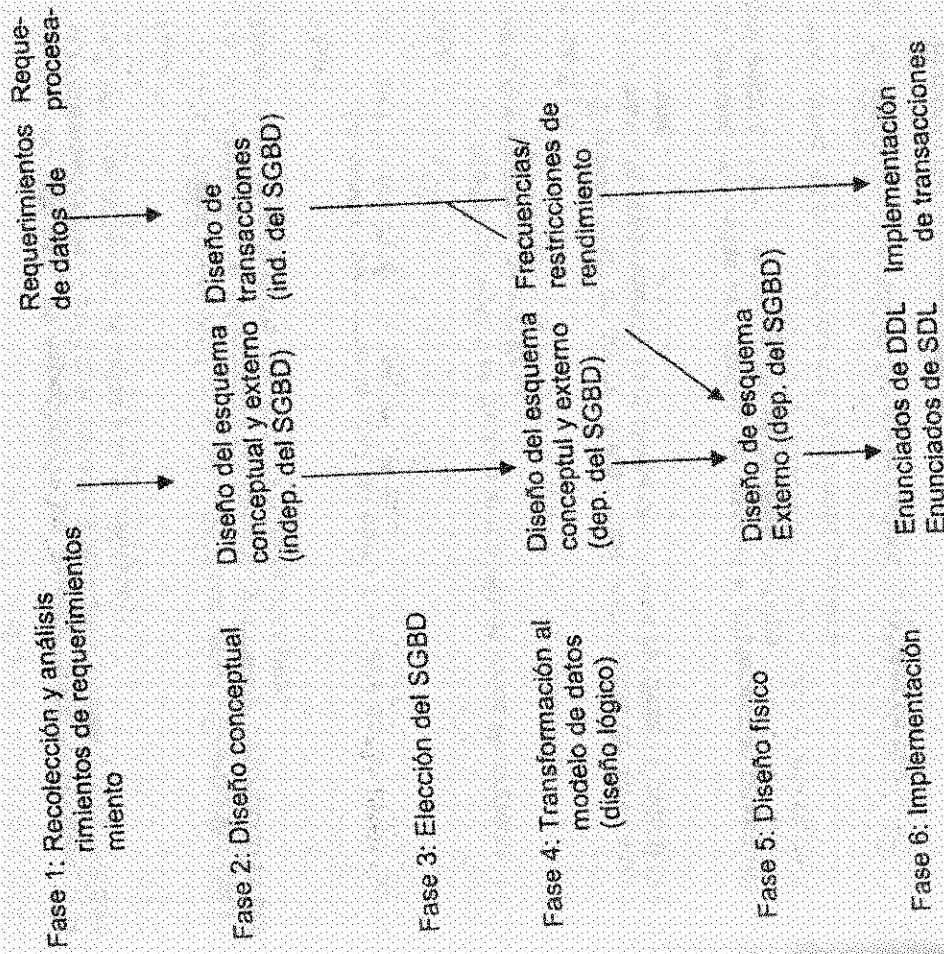 Requerimientos Reque-
de datos de procesa-
Fase 1: Recolección y análisis
rimientos de requerimientos
miento
Fase 2: Diseño conceptual
Diseño del esquema
conceptual y externo
(indep. del SGBD)
Diseño de
transacciones
(ind. del SGBD)
Fase 3: Elección del SGBD
Fase 4: Transformación al
modelo de datos
(diseño lógico)
Diseño del esquema
conceptul y externo
(dep. del SGBD)
Frecuencias/
restricciones de
rendimiento
Fase 5: Diseño físico
Diseño de esquema
Externo (dep. del SGBD)
Fase 6: Implementación
Enunciados de DDL
Enunciados de SDL
Implementación
de transacciones